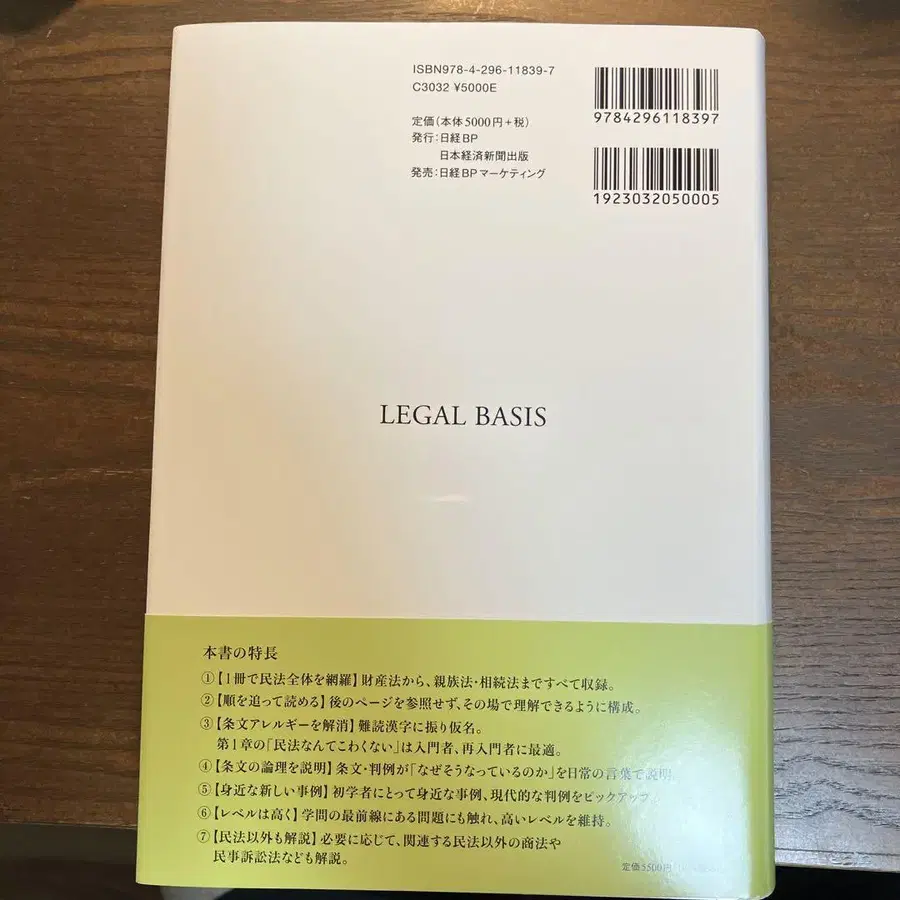 ISBN978-4-296-11839-7
C3032 ¥5000E
定価(本体5000円+税)
発行:日経BP
日本経済新聞出版
発売:日経BPマーケティング
9784296118397
1923032050005
LEGAL BASIS
本書の特長
①【1冊で民法全体を網羅】財産法から、親族法・相続法まですべて収録。
②【順を追って読める】後のページを参照せず、その場で理解できるように構成。
③【条文アレルギーを解消】難読漢字に振り仮名。
第1章の「民法なんてこわくない」は入門者、再入門者に最適。
④【条文の論理を説明】条文・判例が「なぜそうなっているのか」を日常の言葉で説明
⑤【身近な新しい事例】初学者にとって身近な事例、現代的な判例をピックアップ
⑥【レベルは高く】学問の最前線にある問題にも触れ、高いレベルを維持。
⑦【民法以外も解説】必要に応じて、関連する民法以外の商法や
民事訴訟法なども解説。
定価5500円